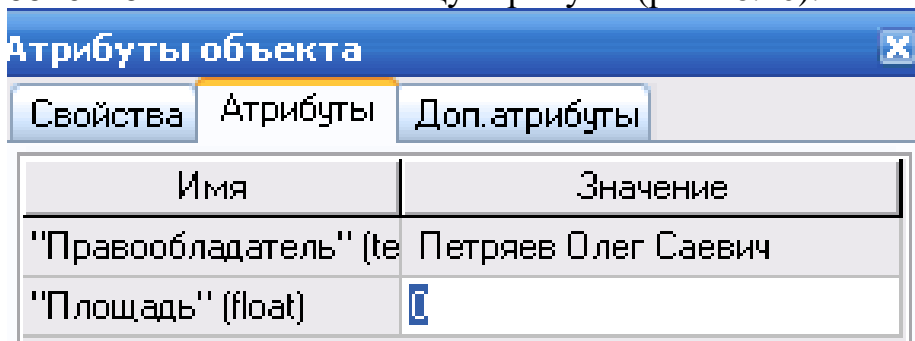 Атрибуты объекта
Свойства Атрибуты Доп.атрибуты
Имя Значение
"Правообладатель" (te Петряев Олег Саевич
"Площадь" (float) 0